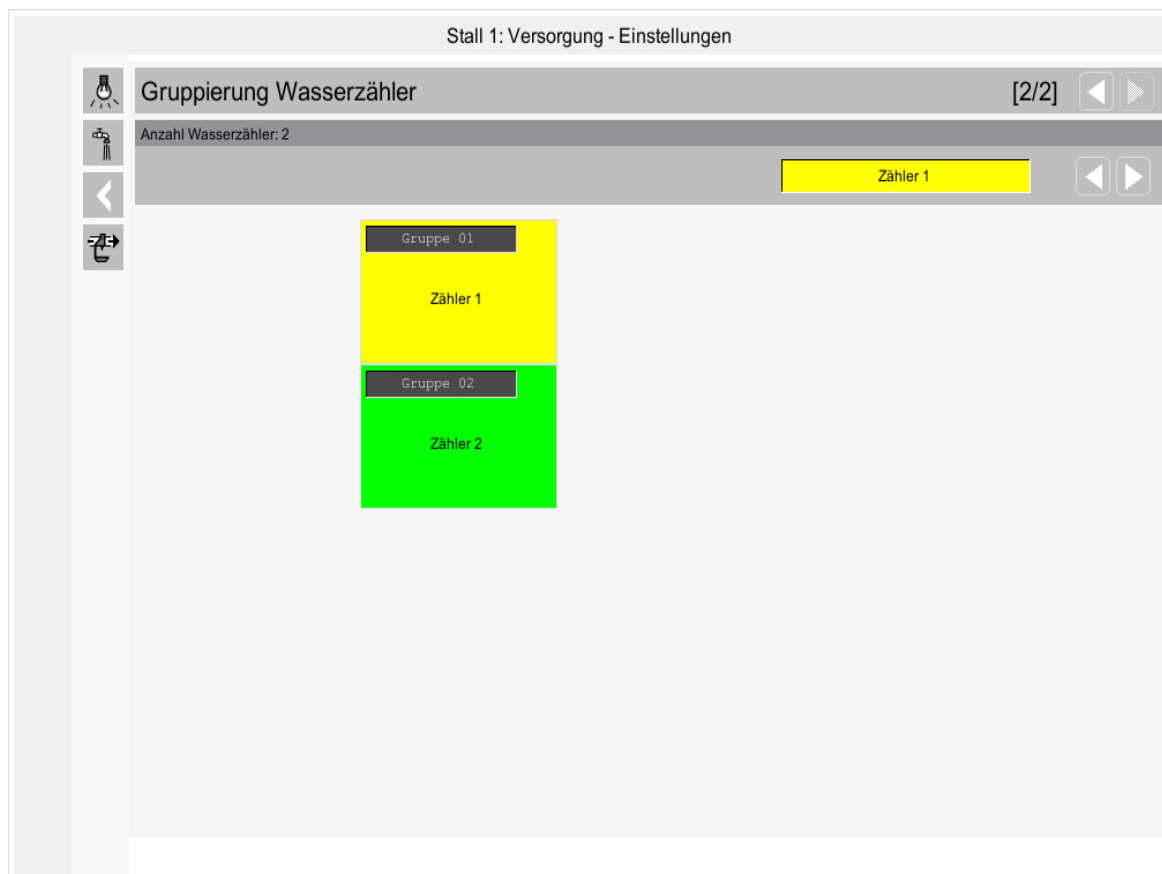 Stall 1: Versorgung - Einstellungen
Gruppierung Wasserzähler [2/2]
Anzahl Wasserzähler: 2
Zähler 1
Gruppe 01
Zähler 1
Gruppe 02
Zähler 2